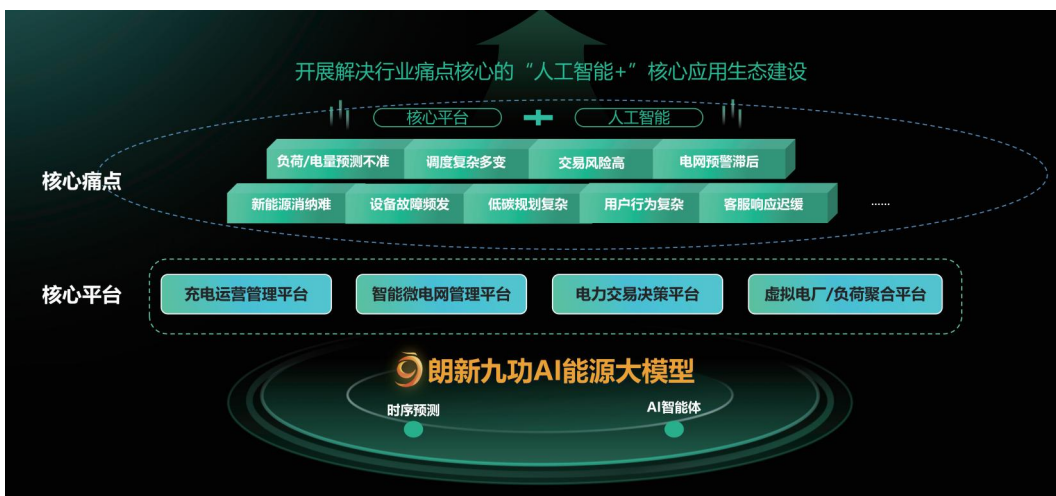 开展解决行业痛点核心的“人工智能+”核心应用生态建设
核心平台 + 人工智能
核心痛点
负荷/电量预测不准 调度复杂多变 交易风险高 电网预警滞后
新能源消纳难 设备故障频发 低碳规划复杂 用户行为复杂 客服响应迟缓 ......
核心平台
充电运营管理平台 智能微电网管理平台 电力交易决策平台 虚拟电厂/负荷聚合平台
朗新九功AI能源大模型
时序预测 AI智能体